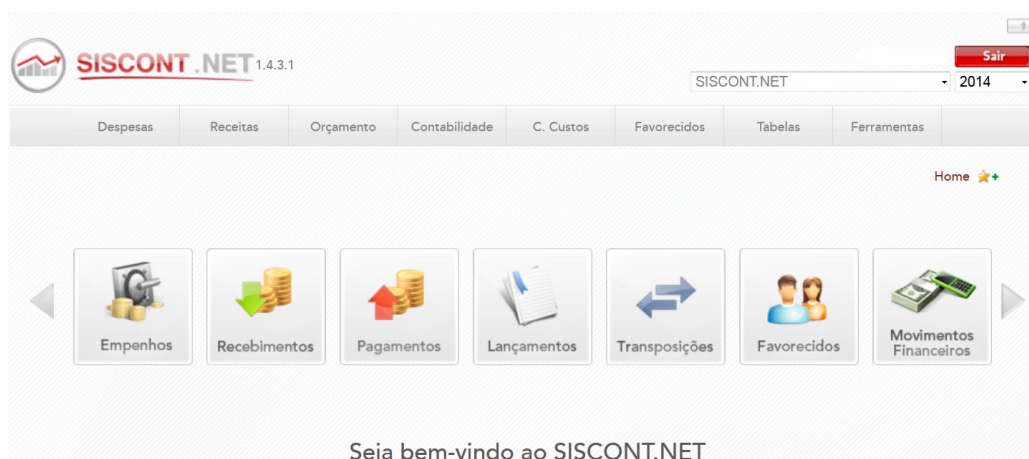 SISCONT.NET 1.4.3.1
Sair
SISCONT.NET 2014
Despesas Receitas Orçamento Contabilidade C. Custos Favorecidos Tabelas Ferramentas
Home
Empenhos Recebimentos Pagamentos Lançamentos Transposições Favorecidos Movimentos Financeiros
Seja bem-vindo ao SISCONT.NET